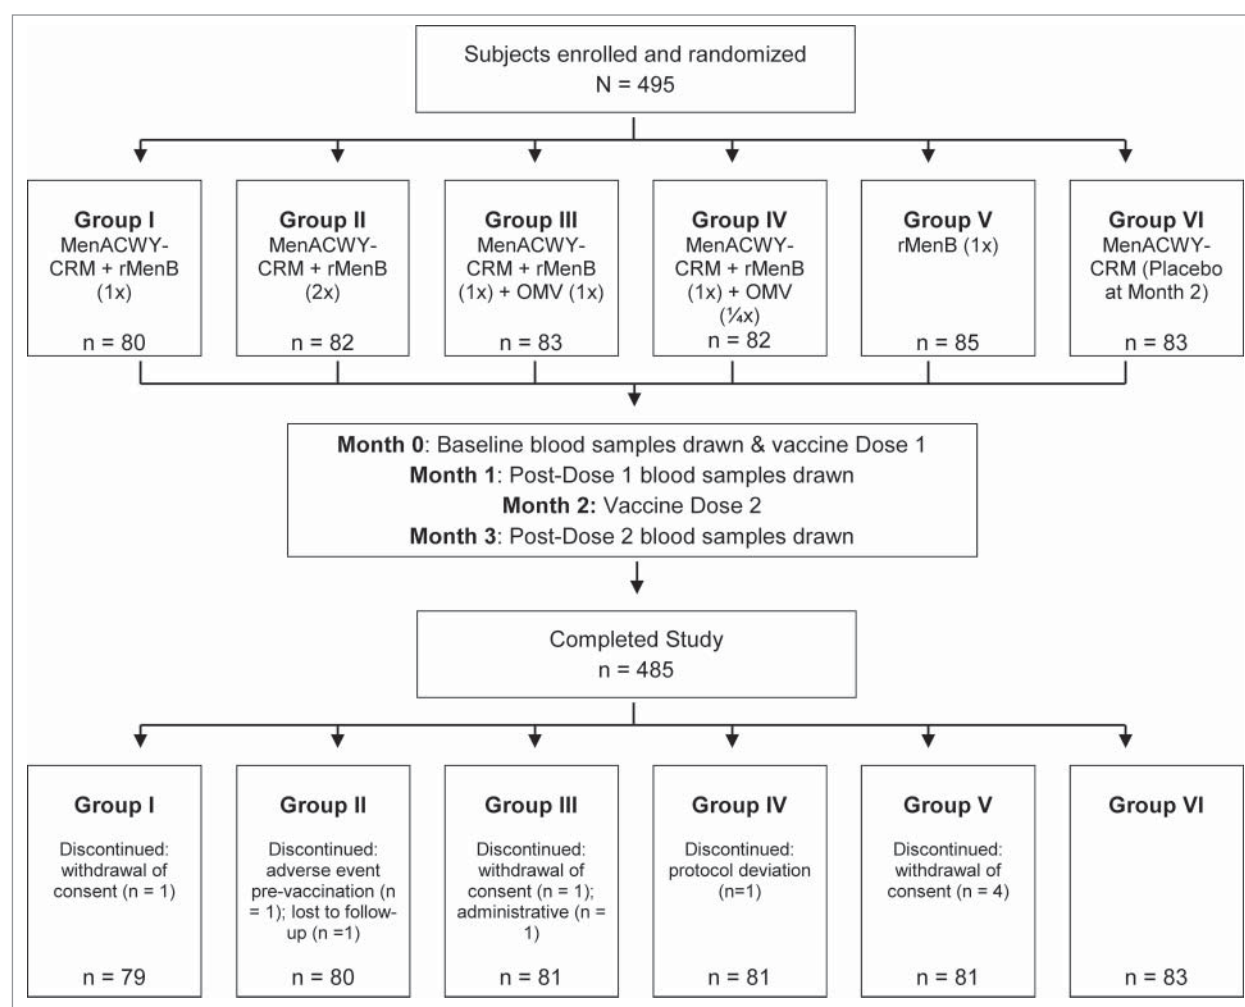 Subjects enrolled and randomized
N = 495
Group I
MenACWY-
CRM + rMenB
(1x)
n = 80
Group II
MenACWY-
CRM + rMenB
(2x)
n = 82
Group III
MenACWY-
CRM + rMenB
(1x) + OMV (1x)
n = 83
Group IV
MenACWY-
CRM + rMenB
(1x) + OMV
(¼x)
n = 82
Group V
rMenB (1x)
n = 85
Group VI
MenACWY-
CRM (Placebo
at Month 2)
n = 83
Month 0: Baseline blood samples drawn & vaccine Dose 1
Month 1: Post-Dose 1 blood samples drawn
Month 2: Vaccine Dose 2
Month 3: Post-Dose 2 blood samples drawn
Completed Study
n = 485
Group I
Discontinued:
withdrawal of
consent (n = 1)
n = 79
Group II
Discontinued:
adverse event
pre-vaccination (n
= 1); lost to follow-
up (n =1)
n = 80
Group III
Discontinued:
withdrawal of
consent (n = 1);
administrative (n =
1)
n = 81
Group IV
Discontinued:
protocol deviation
(n=1)
n = 81
Group V
Discontinued:
withdrawal of
consent (n = 4)
n = 81
Group VI
n = 83